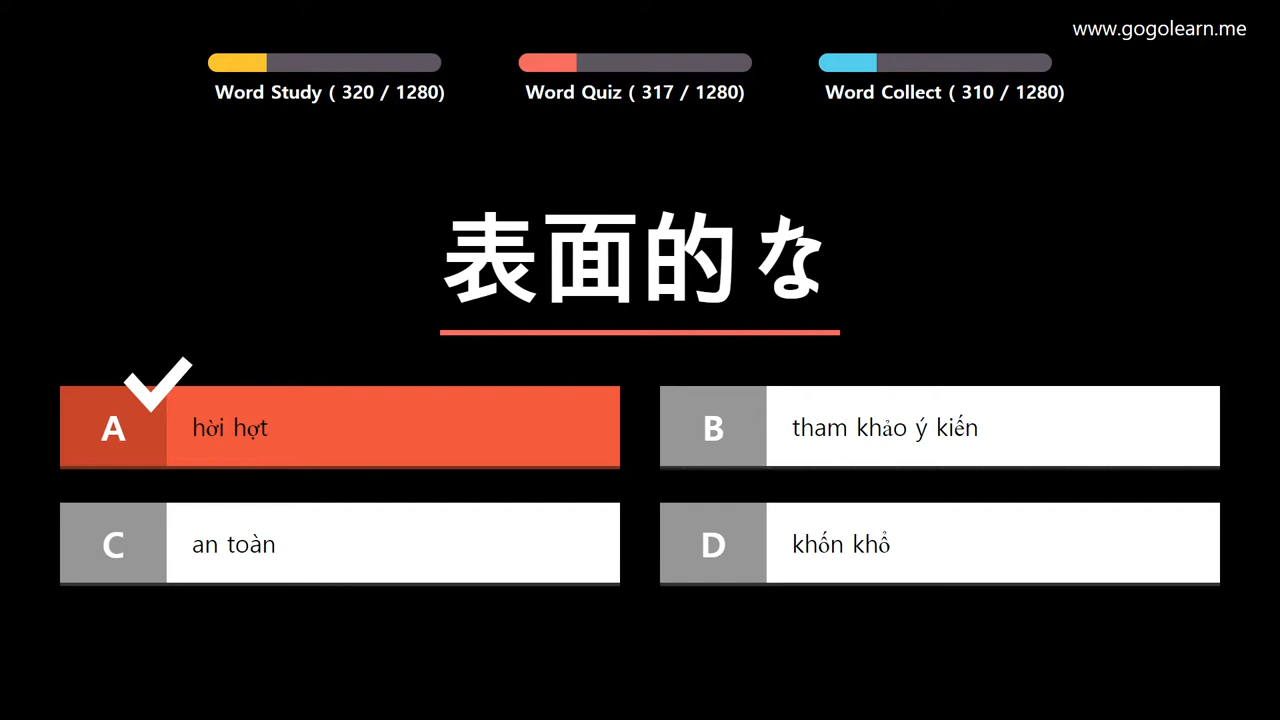 www.gogolearn.me
Word Study ( 320 / 1280)
Word Quiz ( 317 / 1280)
Word Collect ( 310 / 1280)
表面的な
A hời hợt
B tham khảo ý kiến
C an toàn
D khốn khổ